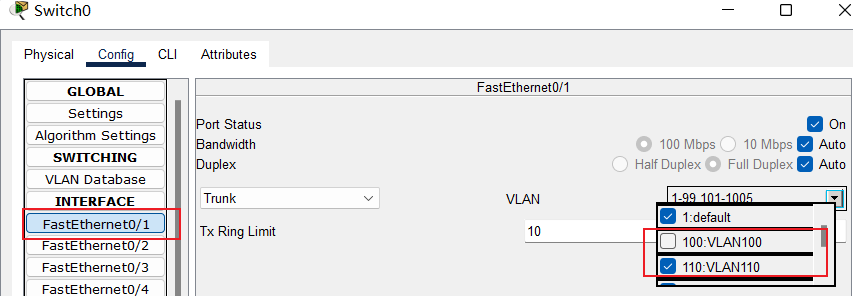 Switch0
Physical Config CLI Attributes
GLOBAL
Settings
Algorithm Settings
SWITCHING
VLAN Database
INTERFACE
FastEthernet0/1
FastEthernet0/2
FastEthernet0/3
FastEthernet0/4
FastEthernet0/1
Port Status On
Bandwidth 100 Mbps 10 Mbps Auto
Duplex Half Duplex Full Duplex Auto
Trunk VLAN 1-99,101-1005
1:default
Tx Ring Limit 10
100:VLAN100
110:VLAN110